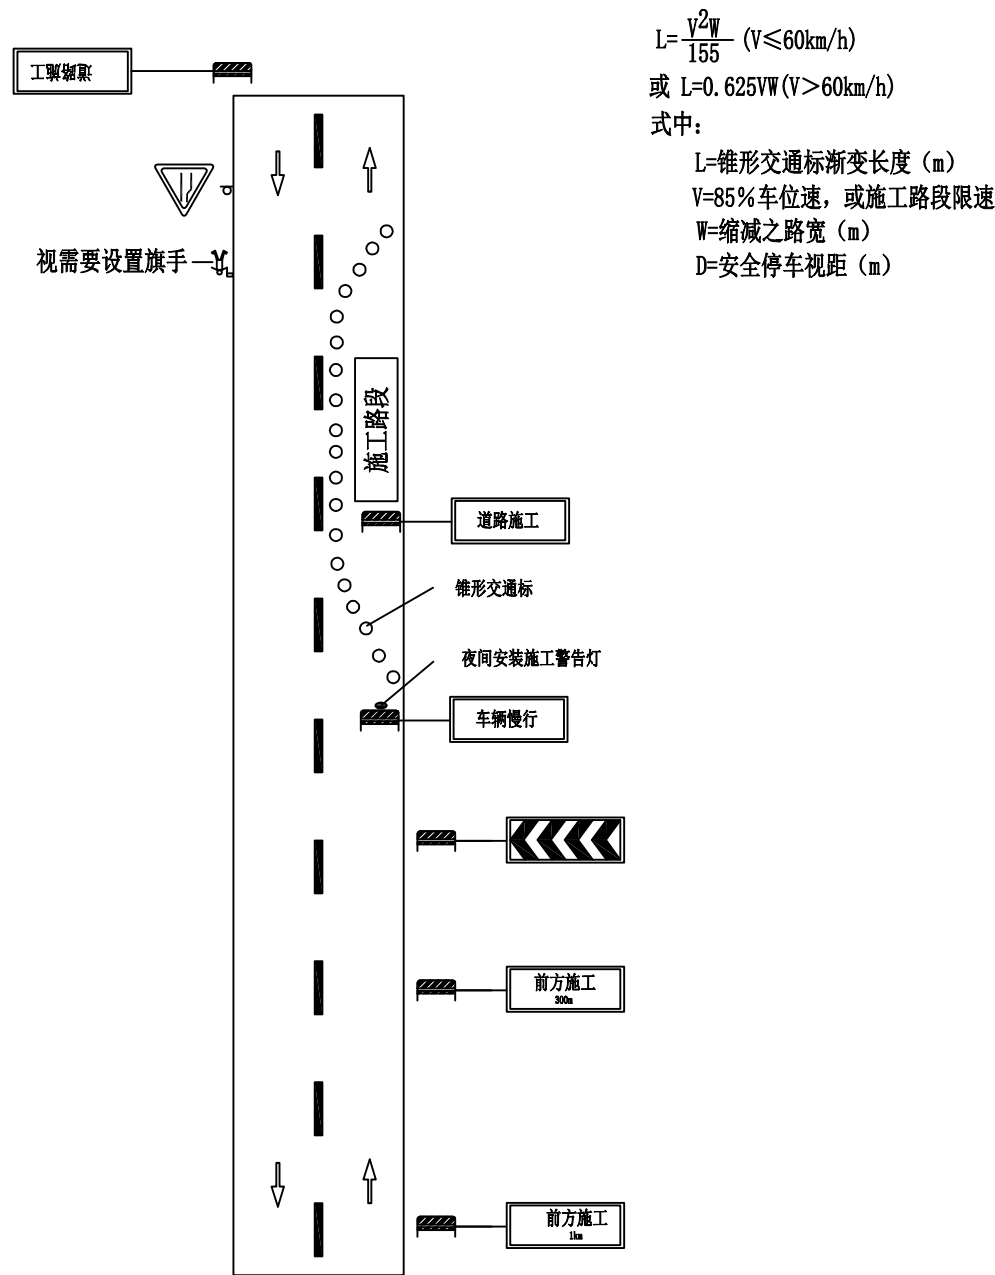 L=V²W/155 (V≤60km/h)
或 L=0.625VW(V>60km/h)
式中:
L=锥形交通标渐变长度（m）
V=85%车位速，或施工路段限速
W=缩减之路宽（m）
D=安全停车视距（m）
道路施工
视需要设置旗手
施工路段
道路施工
锥形交通标
夜间安装施工警告灯
车辆慢行
前方施工
300m
前方施工
1km